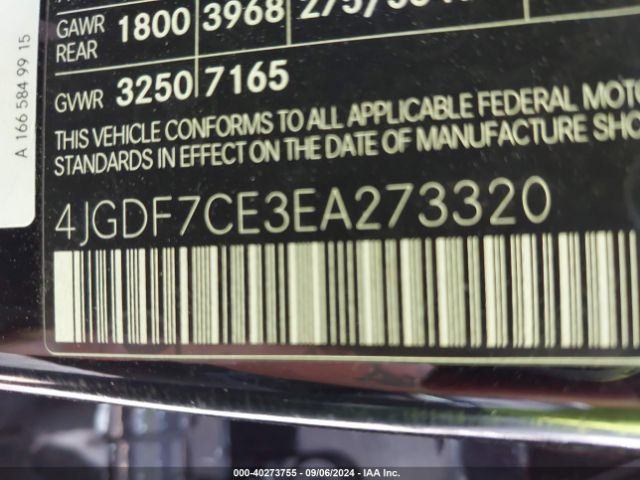 GAWR 1800 3968
REAR
GVWR 3250 7165
THIS VEHICLE CONFORMS TO ALL APPLICABLE FEDERAL MOTO
STANDARDS IN EFFECT ON THE DATE OF MANUFACTURE SHO
4JGDF7CE3EA273320
A 166 584 99 15
000-40273755 - 09/06/2024 - IAA Inc.